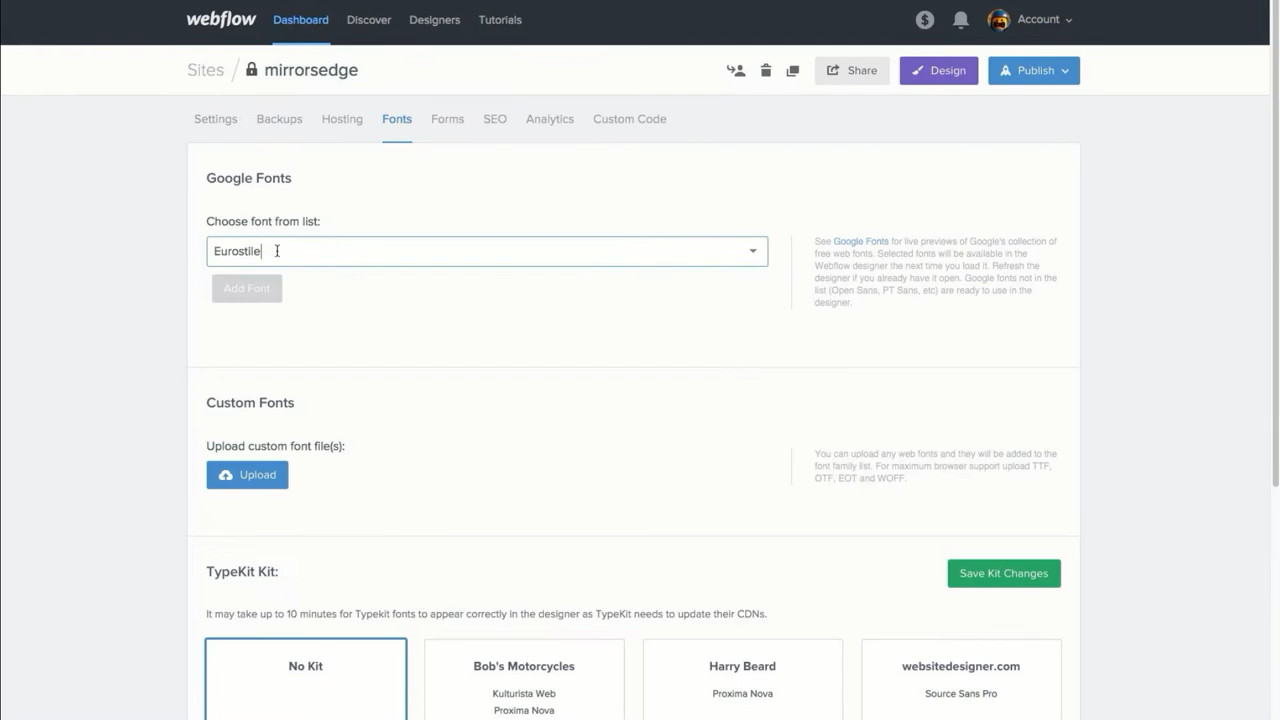 webflow Dashboard Discover Designers Tutorials $ Account
Sites / mirrorsedge Share Design Publish
Settings Backups Hosting Fonts Forms SEO Analytics Custom Code
Google Fonts
Choose font from list:
Eurostile
Add Font
See Google Fonts for live previews of Google's collection of
free web fonts. Selected fonts will be available in the
Webflow designer the next time you load it. Refresh the
designer if you already have it open. Google fonts not in the
list (Open Sans, PT Sans, etc) are ready to use in the
designer.
Custom Fonts
Upload custom font file(s):
Upload
You can upload any web fonts and they will be added to the
font family list. For maximum browser support upload TTF,
OTF, EOT and WOFF.
TypeKit Kit:
Save Kit Changes
It may take up to 10 minutes for Typekit fonts to appear correctly in the designer as TypeKit needs to update their CDNs.
No Kit
Bob's Motorcycles
Kulturista Web
Proxima Nova
Harry Beard
Proxima Nova
websitedesigner.com
Source Sans Pro